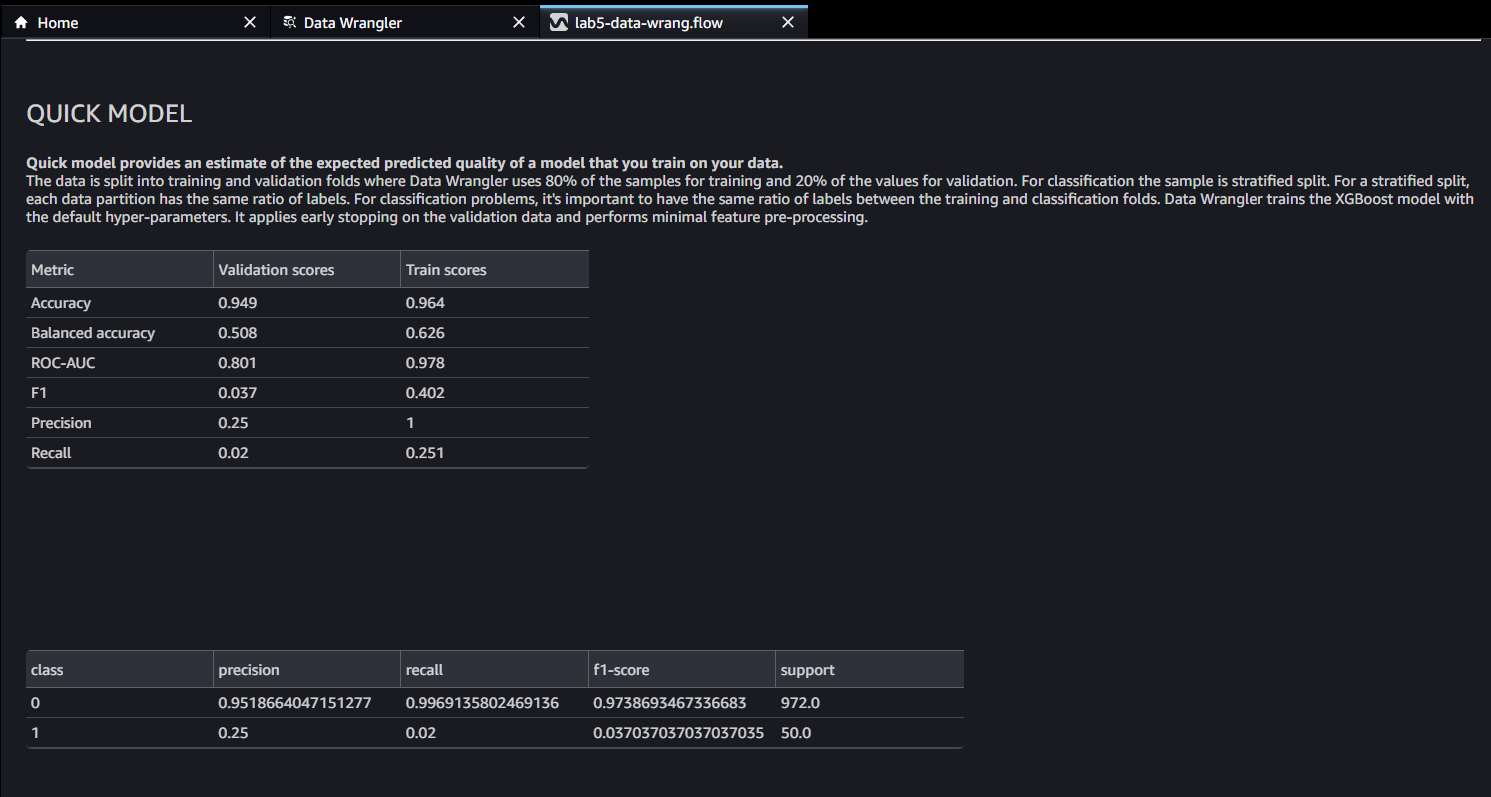 Home
Data Wrangler
lab5-data-wrang.flow
QUICK MODEL
Quick model provides an estimate of the expected predicted quality of a model that you train on your data.
The data is split into training and validation folds where Data Wrangler uses 80% of the samples for training and 20% of the values for validation. For classification the sample is stratified split. For a stratified split,
each data partition has the same ratio of labels. For classification problems, it's important to have the same ratio of labels between the training and classification folds. Data Wrangler trains the XGBoost model with
the default hyper-parameters. It applies early stopping on the validation data and performs minimal feature pre-processing.
Metric Validation scores Train scores
Accuracy 0.949 0.964
Balanced accuracy 0.508 0.626
ROC-AUC 0.801 0.978
F1 0.037 0.402
Precision 0.25 1
Recall 0.02 0.251
class precision recall f1-score support
0 0.9518664047151277 0.9969135802469136 0.9738693467336683 972.0
1 0.25 0.02 0.037037037037037035 50.0